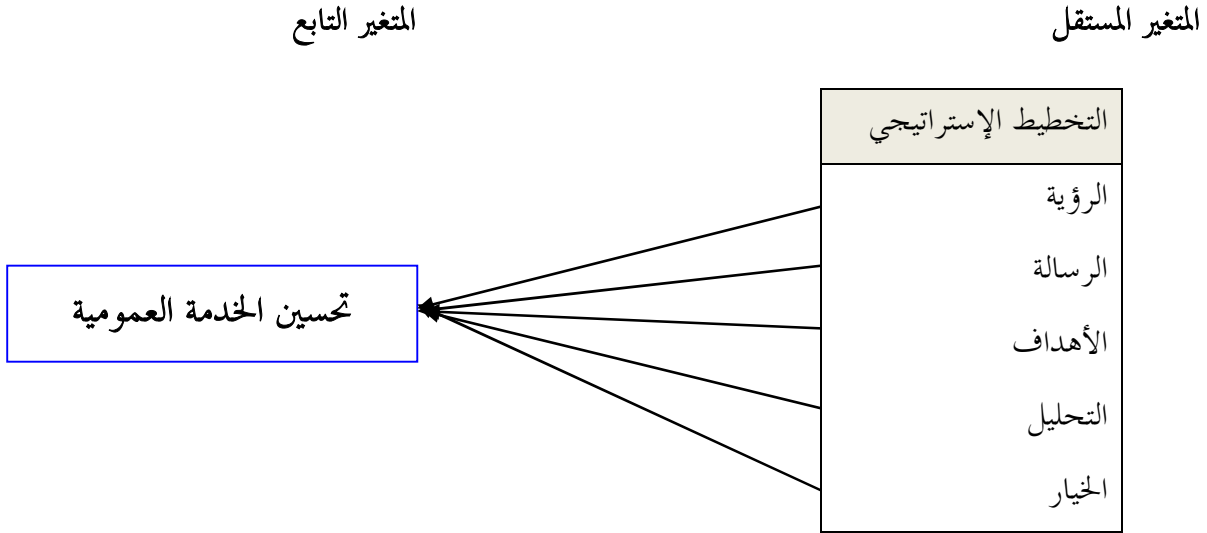 المتغير المستقل
المتغير التابع
التخطيط الإستراتيجي
الرؤية
الرسالة
الأهداف
التحليل
الخيار
تحسين الخدمة العمومية